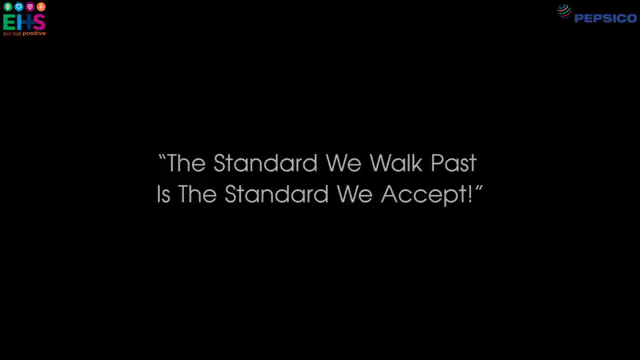 EHS
PEPSICO
“The Standard We Walk Past
Is The Standard We Accept!”